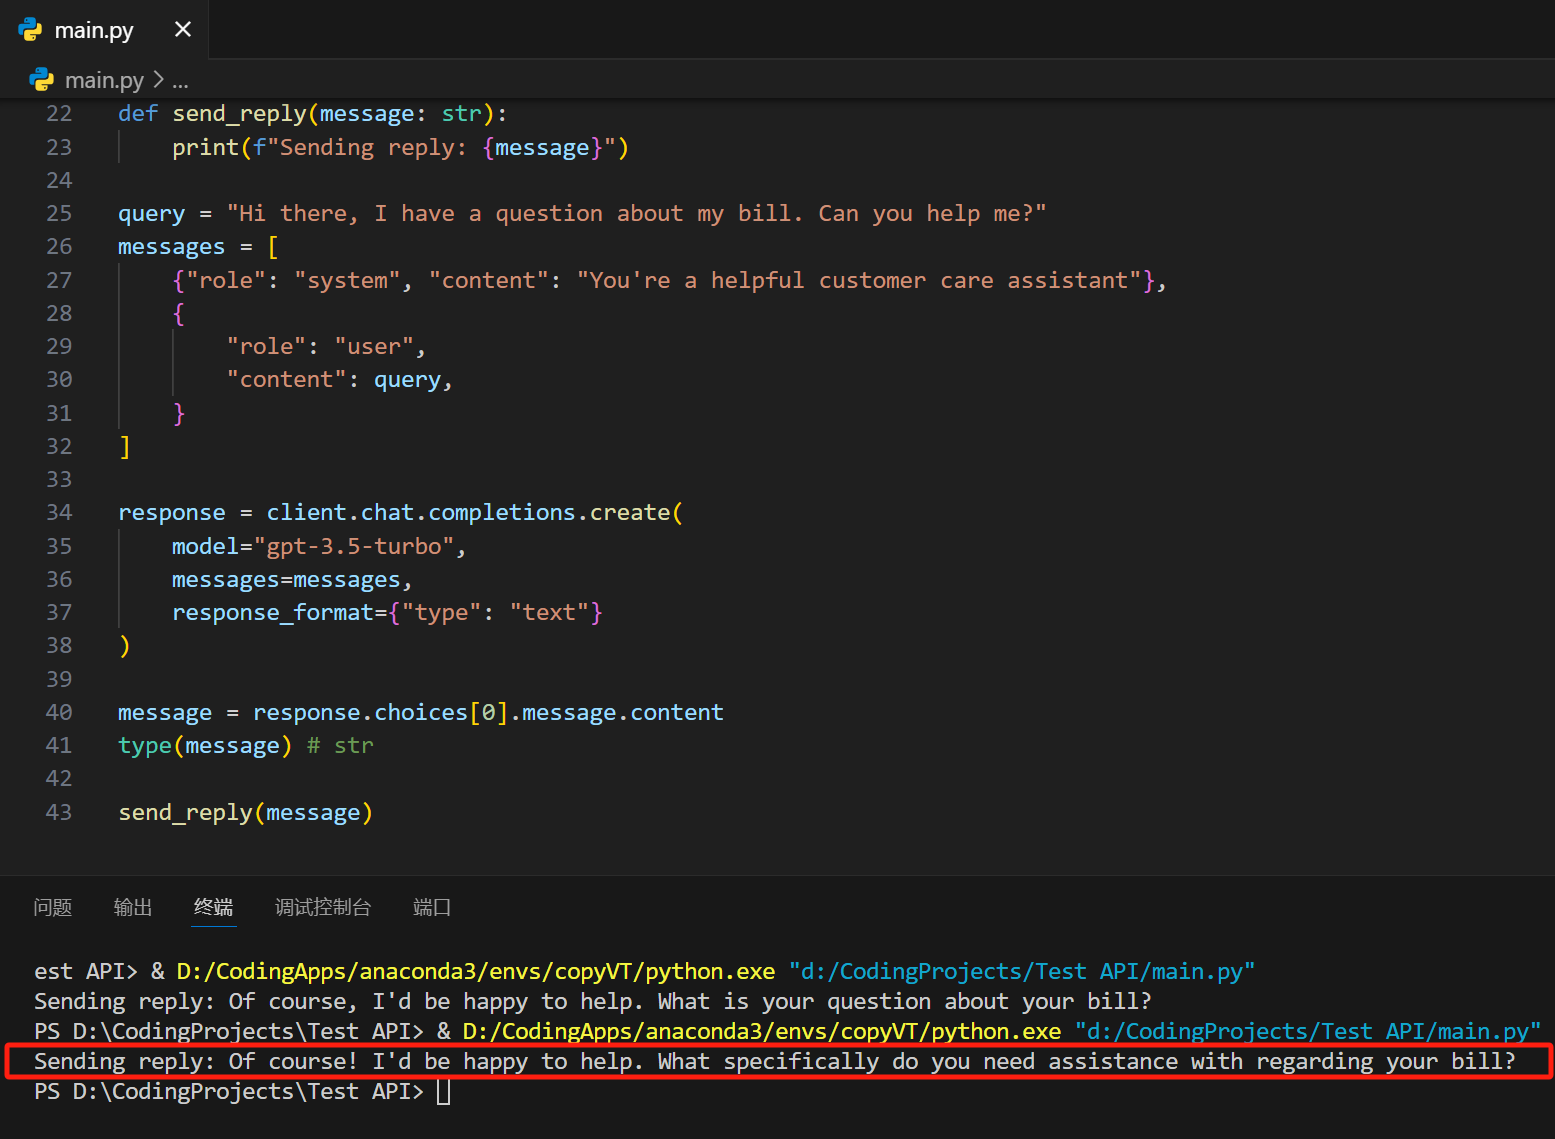 main.py ×
main.py > ...
22 def send_reply(message: str):
23 print(f"Sending reply: {message}")
24
25 query = "Hi there, I have a question about my bill. Can you help me?"
26 messages = [
27 {"role": "system", "content": "You're a helpful customer care assistant"},
28 {
29 "role": "user",
30 "content": query,
31 }
32 ]
33
34 response = client.chat.completions.create(
35 model="gpt-3.5-turbo",
36 messages=messages,
37 response_format={"type": "text"}
38 )
39
40 message = response.choices[0].message.content
41 type(message) # str
42
43 send_reply(message)
问题 输出 终端 调试控制台 端口
est API> & D:/CodingApps/anaconda3/envs/copyVT/python.exe "d:/CodingProjects/Test API/main.py"
Sending reply: Of course, I'd be happy to help. What is your question about your bill?
PS D:\CodingProjects\Test API> & D:/CodingApps/anaconda3/envs/copyVT/python.exe "d:/CodingProjects/Test API/main.py"
Sending reply: Of course! I'd be happy to help. What specifically do you need assistance with regarding your bill?
PS D:\CodingProjects\Test API>